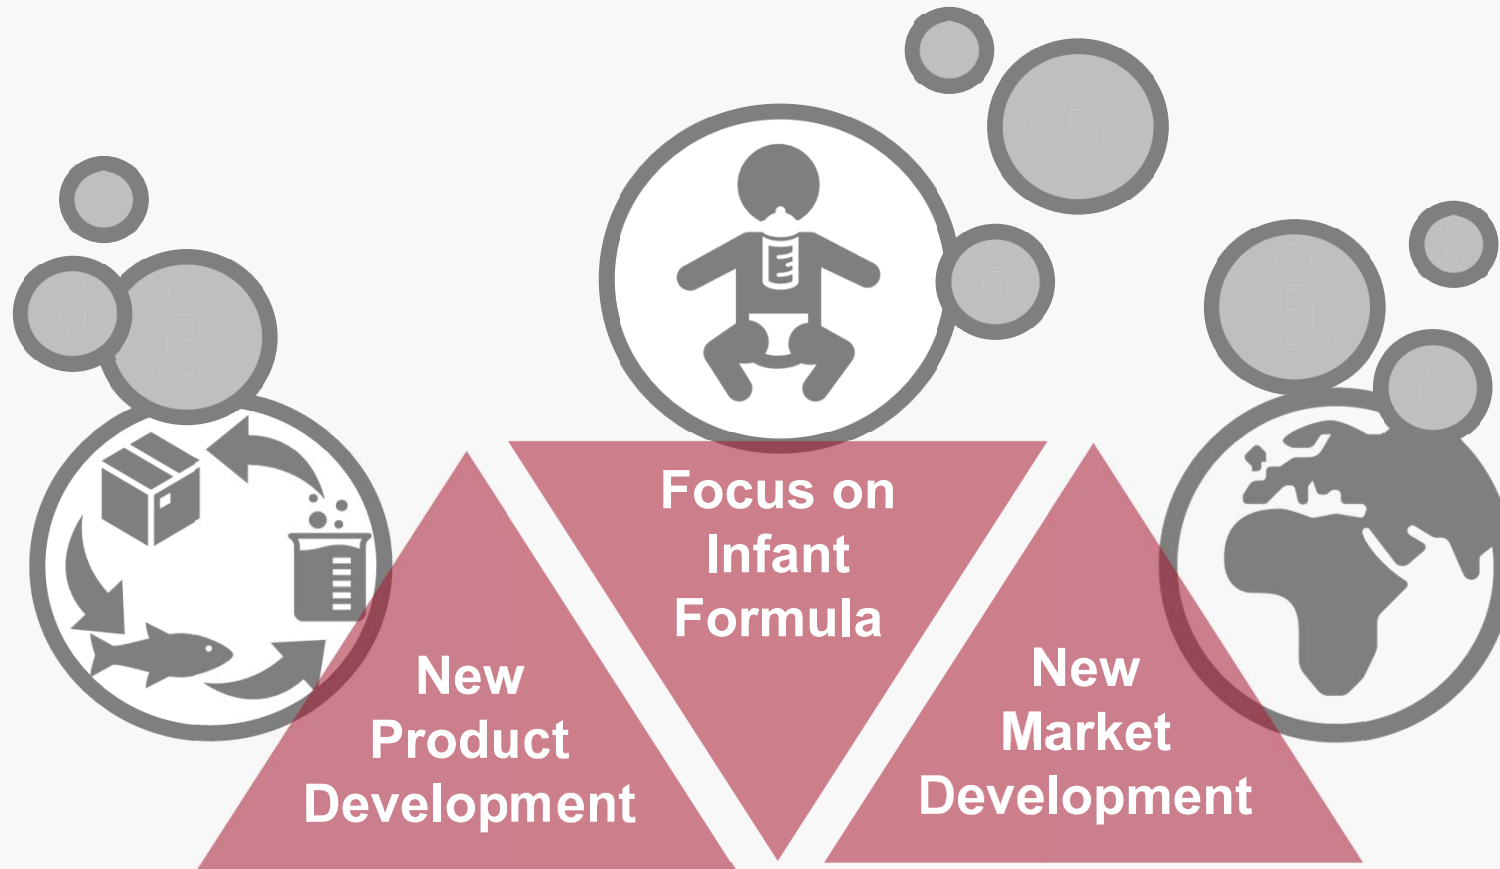 Focus on
Infant
Formula
New
Product
Development
New
Market
Development